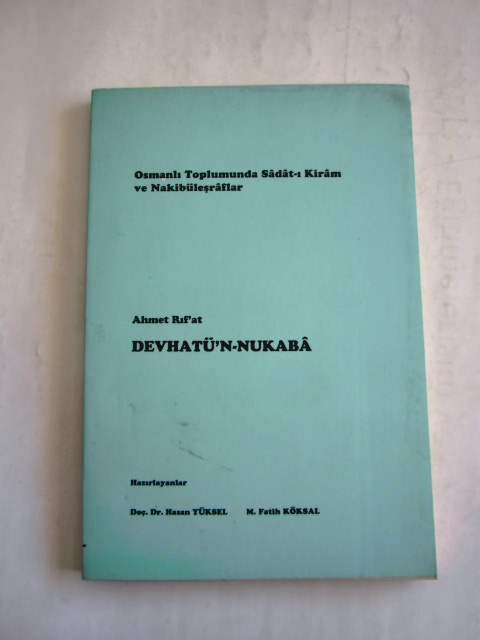 Osmanlı Toplumunda Sâdât-ı Kirâm
ve Nakibüleşrâflar
Ahmet Rıf'at
DEVHATÜ'N-NUKABÂ
Hazırlayanlar
Doç. Dr. Hasan YÜKSEL M. Fatih KÖKSAL